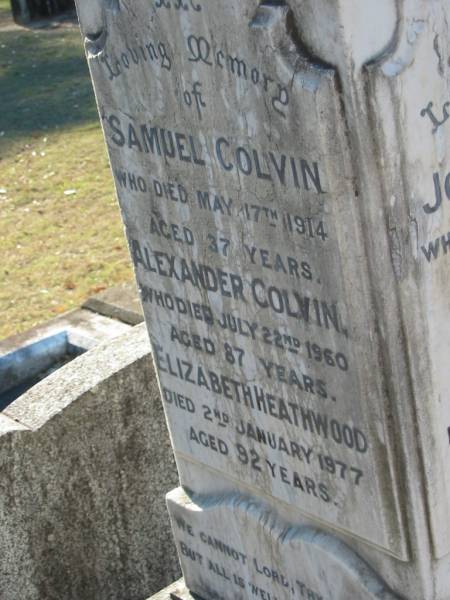 In
Loving Memory
of
SAMUEL COLVIN
WHO DIED MAY 17TH 1914
AGED 37 YEARS.
ALEXANDER COLVIN.
WHO DIED JULY 22ND 1960
AGED 87 YEARS.
ELIZABETH HEATHWOOD
DIED 2ND JANUARY 1977
AGED 92 YEARS.
WE CANNOT LORD, THY
BUT ALL IS WELL